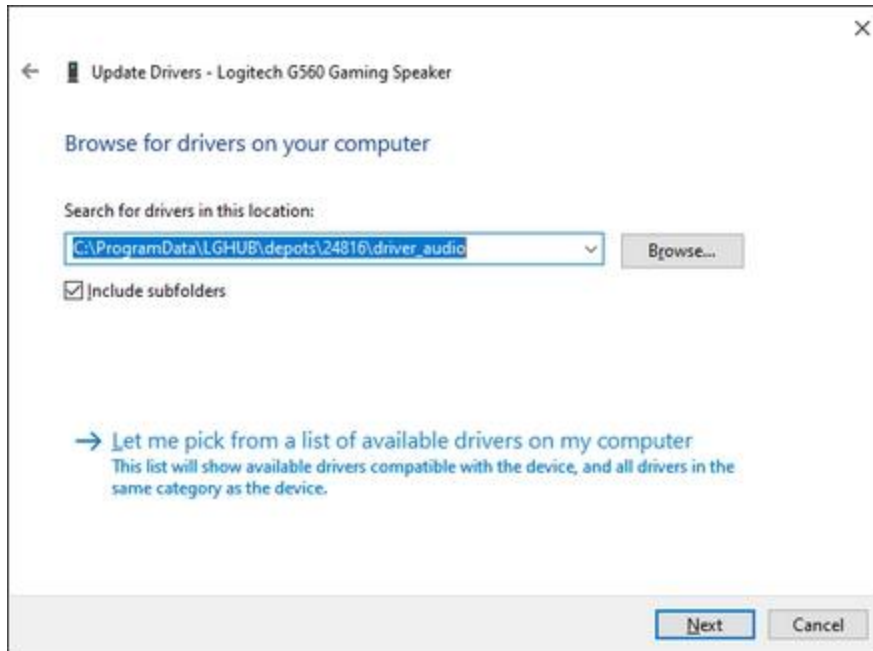 Update Drivers - Logitech G560 Gaming Speaker
Browse for drivers on your computer
Search for drivers in this location:
C:\ProgramData\LGHUB\depots\24816\driver_audio
Browse...
Include subfolders
Let me pick from a list of available drivers on my computer
This list will show available drivers compatible with the device, and all drivers in the
same category as the device.
Next
Cancel